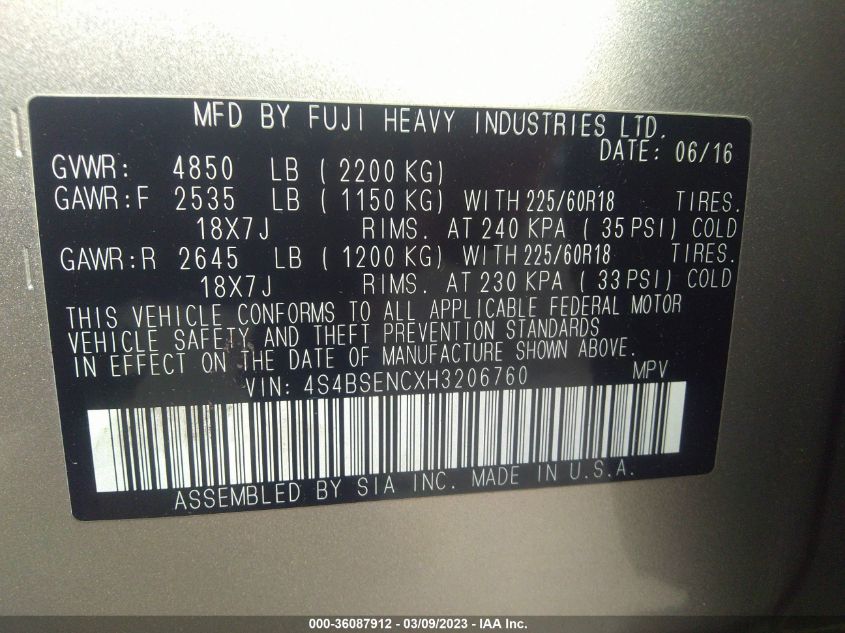 MFD BY FUJI HEAVY INDUSTRIES LTD.
DATE: 06/16
GVWR: 4850 LB ( 2200 KG)
GAWR:F 2535 LB ( 1150 KG) WITH 225/60R18 TIRES.
18X7J RIMS. AT 240 KPA ( 35 PSI) COLD
GAWR:R 2645 LB ( 1200 KG) WITH 225/60R18 TIRES.
18X7J RIMS. AT 230 KPA ( 33 PSI) COLD
THIS VEHICLE CONFORMS TO ALL APPLICABLE FEDERAL MOTOR
VEHICLE SAFETY AND THEFT PREVENTION STANDARDS
IN EFFECT ON THE DATE OF MANUFACTURE SHOWN ABOVE.
VIN: 4S4BSENCXH3206760 MPV
ASSEMBLED BY SIA INC. MADE IN U.S.A.
000-36087912 - 03/09/2023 - IAA Inc.